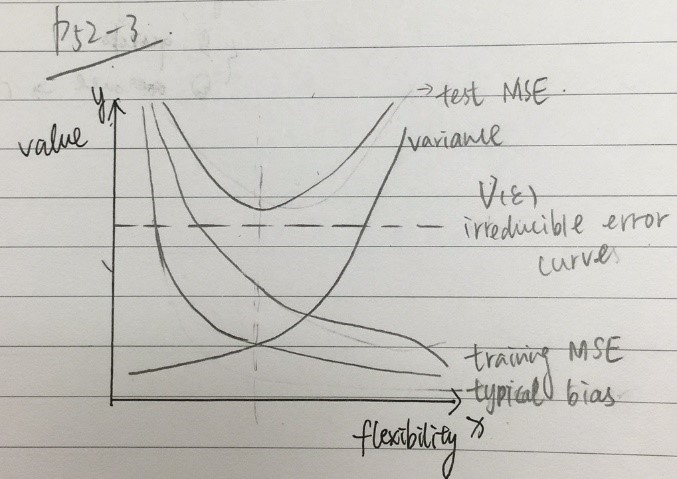 P52-3
y
value
→ test MSE.
variance
V(ε)
irreducible error
curves
training MSE
typical bias
flexibility x